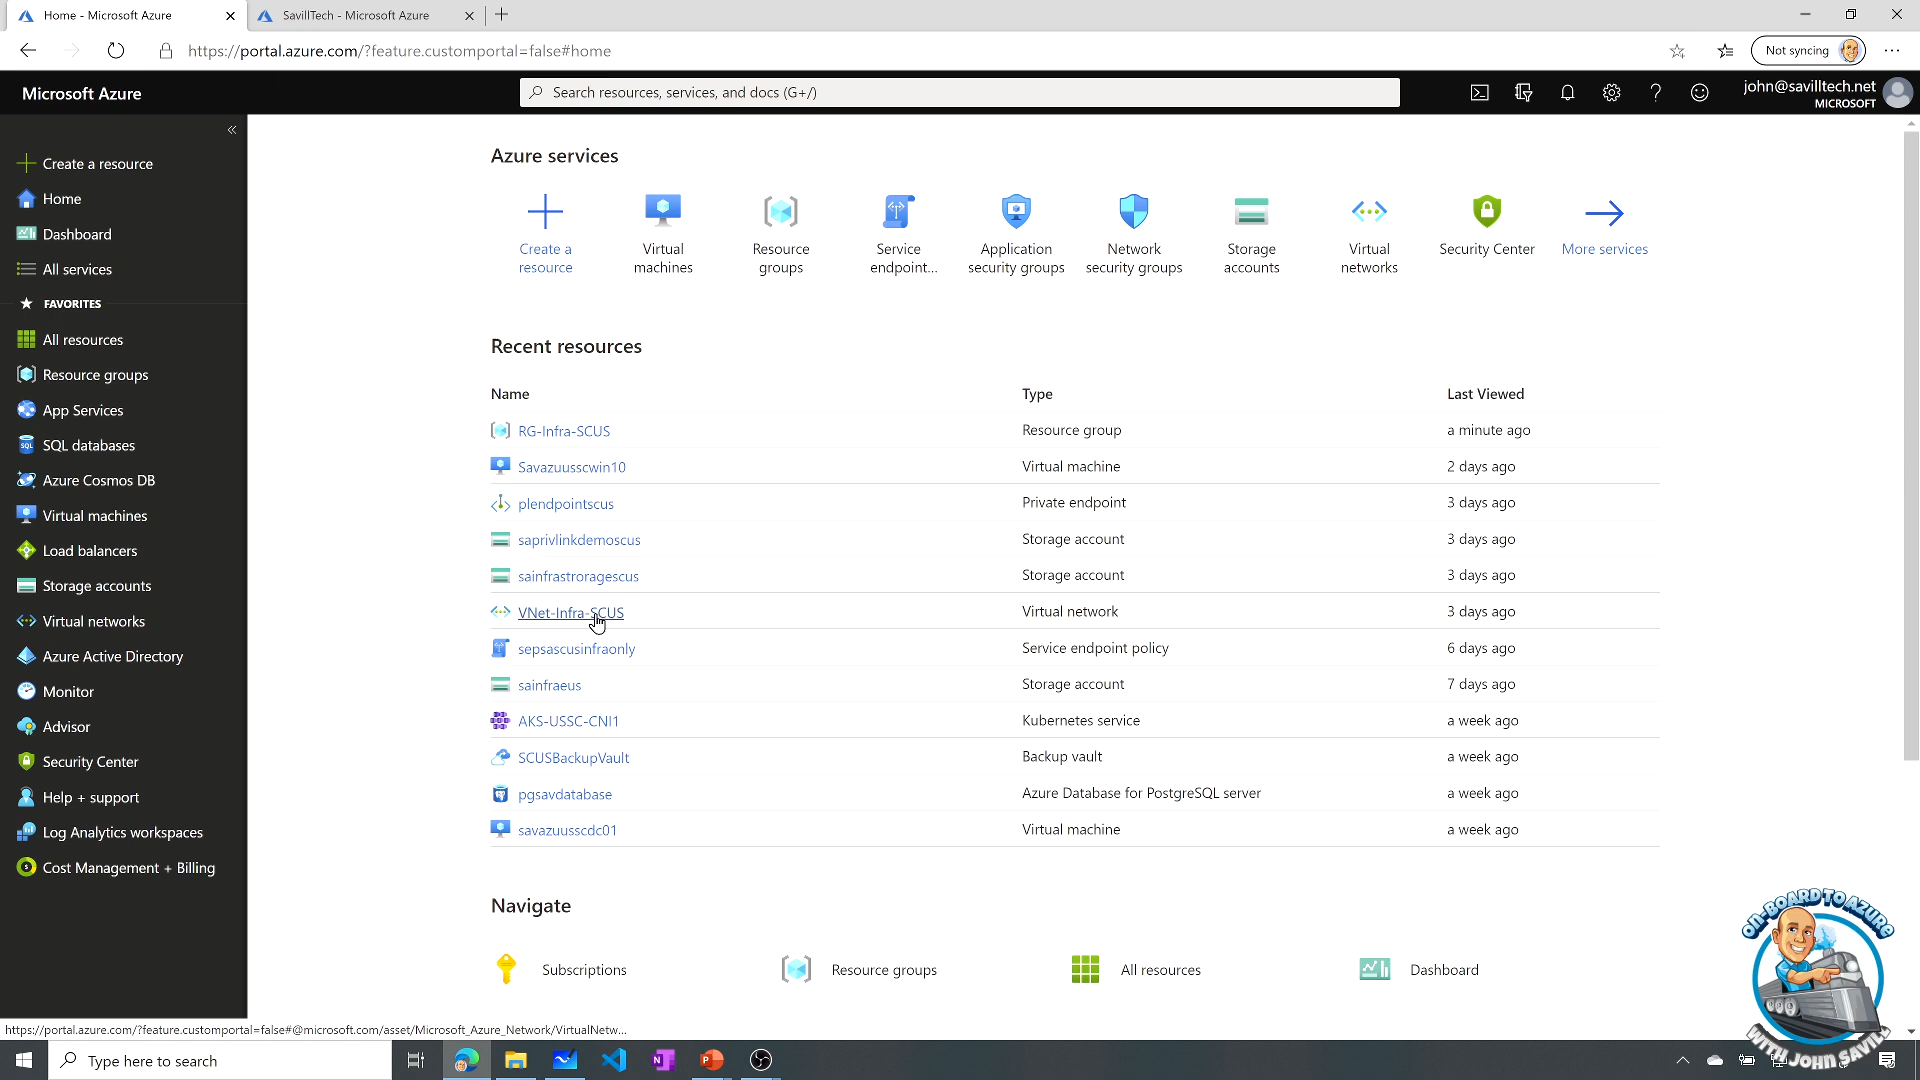 Home - Microsoft Azure
SavillTech - Microsoft Azure
https://portal.azure.com/?feature.customportal=false#home
Not syncing
Microsoft Azure
Search resources, services, and docs (G+/)
john@savilltech.net
MICROSOFT
Create a resource
Home
Dashboard
All services
FAVORITES
All resources
Resource groups
App Services
SQL databases
Azure Cosmos DB
Virtual machines
Load balancers
Storage accounts
Virtual networks
Azure Active Directory
Monitor
Advisor
Security Center
Help + support
Log Analytics workspaces
Cost Management + Billing
Azure services
Create a resource
Virtual machines
Resource groups
Service endpoint...
Application security groups
Network security groups
Storage accounts
Virtual networks
Security Center
More services
Recent resources
Name Type Last Viewed
RG-Infra-SCUS Resource group a minute ago
Savazuusscwin10 Virtual machine 2 days ago
plendpointscus Private endpoint 3 days ago
saprivlinkdemoscus Storage account 3 days ago
sainfrastroragescus Storage account 3 days ago
VNet-Infra-SCUS Virtual network 3 days ago
sepsascusinfraonly Service endpoint policy 6 days ago
sainfraeus Storage account 7 days ago
AKS-USSC-CNI1 Kubernetes service a week ago
SCUSBackupVault Backup vault a week ago
pgsavdatabase Azure Database for PostgreSQL server a week ago
savazuusscdc01 Virtual machine a week ago
Navigate
Subscriptions
Resource groups
All resources
Dashboard
ON-BOARD TO AZURE
WITH JOHN SAVILL
https://portal.azure.com/?feature.customportal=false#@microsoft.com/asset/Microsoft_Azure_Network/VirtualNetw...
Type here to search